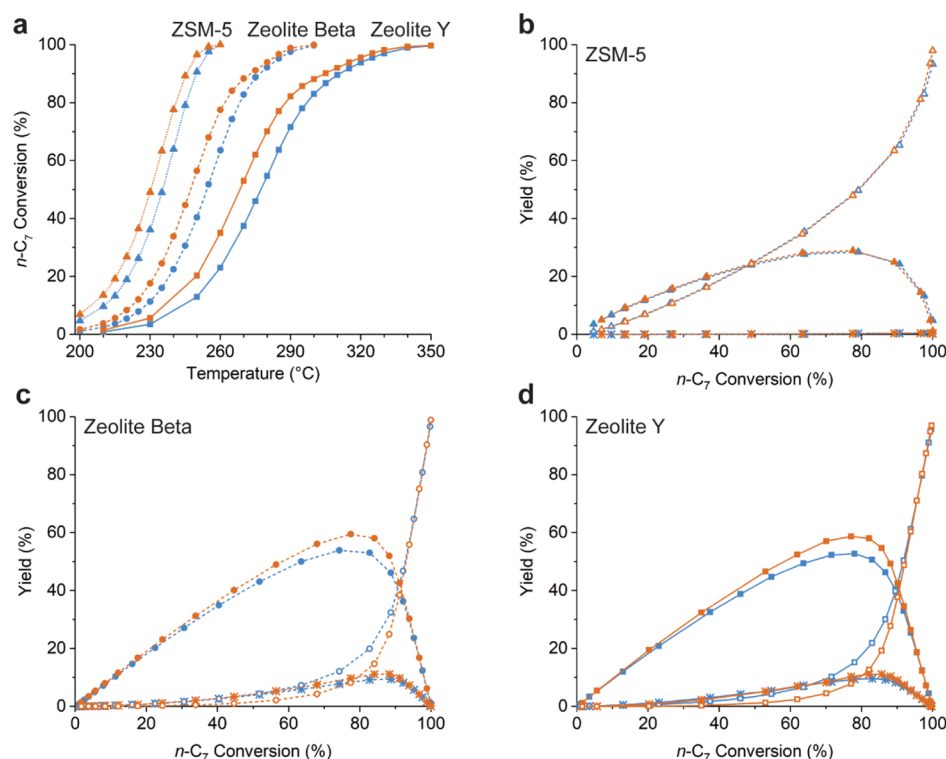 a
ZSM-5 Zeolite Beta Zeolite Y
100
80
60
40
20
0
n-C7 Conversion (%)
200 230 260 290 320 350
Temperature (°C)
b
ZSM-5
100
80
60
40
20
0
Yield (%)
0 20 40 60 80 100
n-C7 Conversion (%)
c
Zeolite Beta
100
80
60
40
20
0
Yield (%)
0 20 40 60 80 100
n-C7 Conversion (%)
d
Zeolite Y
100
80
60
40
20
0
Yield (%)
0 20 40 60 80 100
n-C7 Conversion (%)